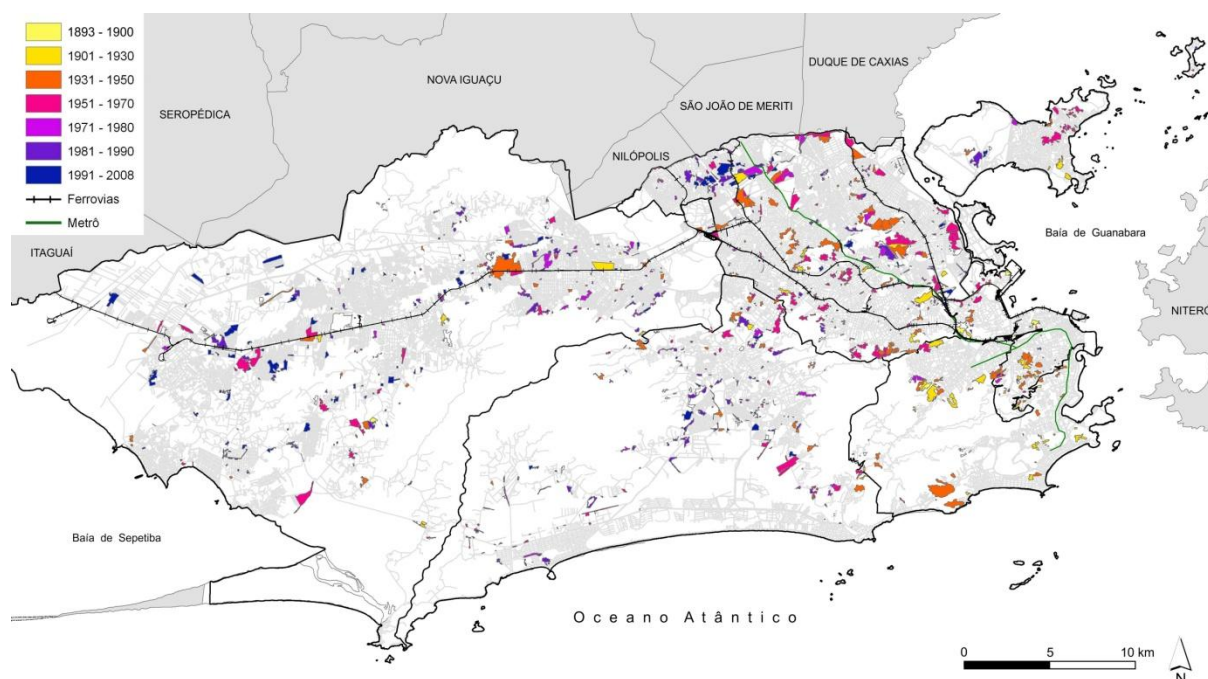 1893 - 1900
1901 - 1930
1931 - 1950
1951 - 1970
1971 - 1980
1981 - 1990
1991 - 2008
Ferrovias
Metrô
DUQUE DE CAXIAS
NOVA IGUAÇU
SÃO JOÃO DE MERITI
SEROPÉDICA
NILÓPOLIS
Baía de Guanabara
ITAGUAÍ
NITERÓ
Baía de Sepetiba
Oceano Atântico
0 5 10 km
N